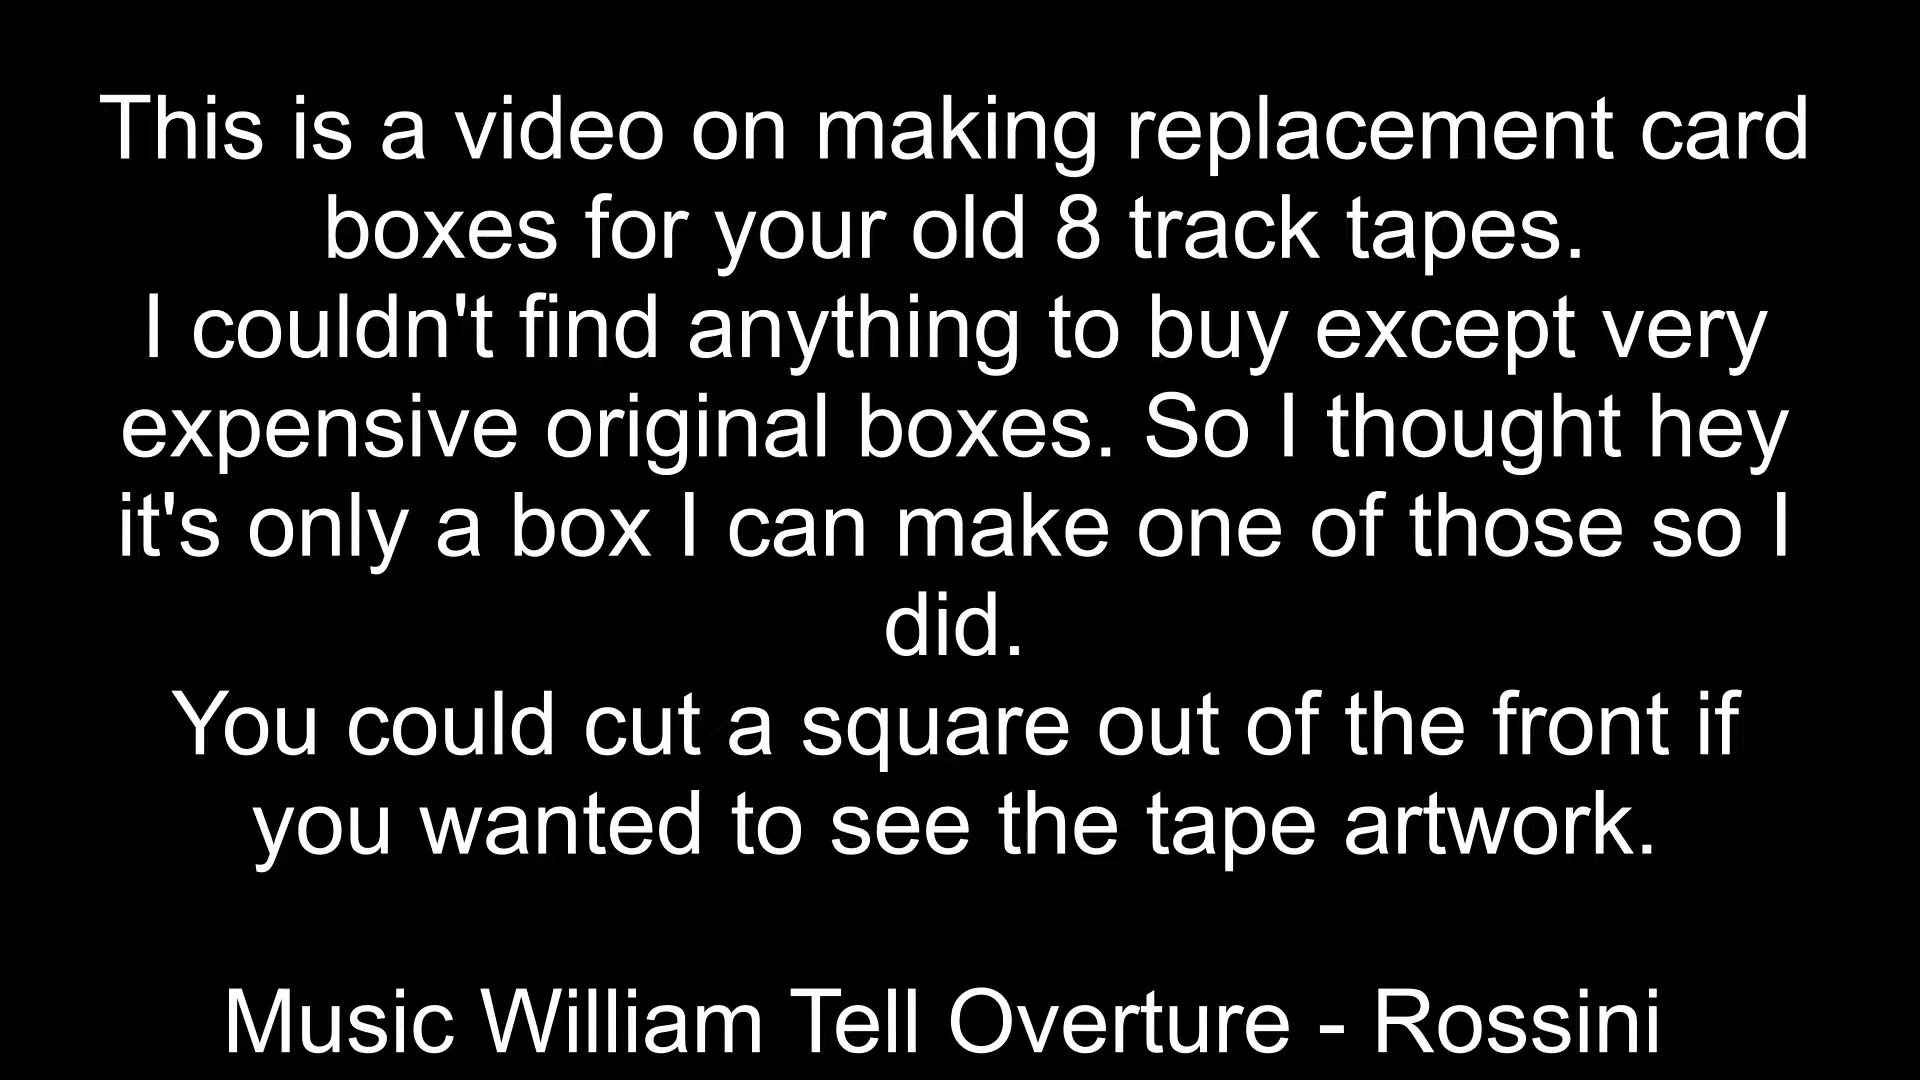 This is a video on making replacement card
boxes for your old 8 track tapes.
I couldn't find anything to buy except very
expensive original boxes. So I thought hey
it's only a box I can make one of those so I
did.
You could cut a square out of the front if
you wanted to see the tape artwork.
Music William Tell Overture - Rossini